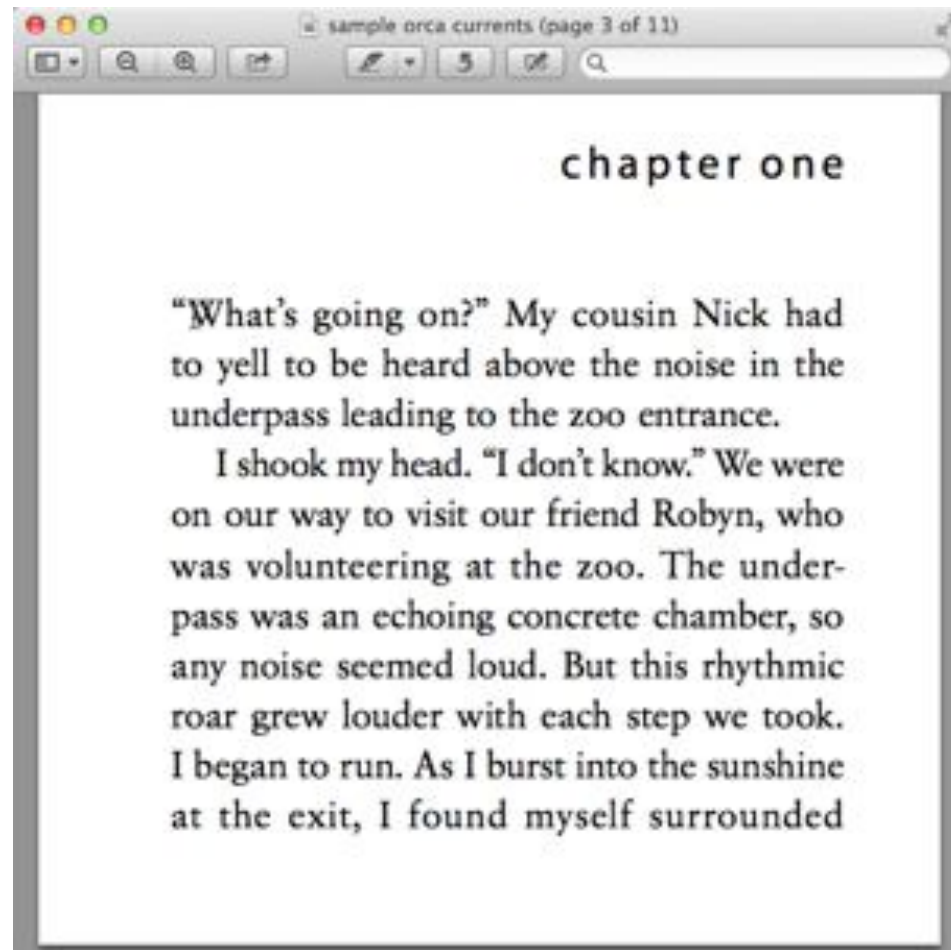 sample orca currents (page 3 of 11)
5
chapter one
“What’s going on?” My cousin Nick had
to yell to be heard above the noise in the
underpass leading to the zoo entrance.
I shook my head. “I don’t know.” We were
on our way to visit our friend Robyn, who
was volunteering at the zoo. The under-
pass was an echoing concrete chamber, so
any noise seemed loud. But this rhythmic
roar grew louder with each step we took.
I began to run. As I burst into the sunshine
at the exit, I found myself surrounded